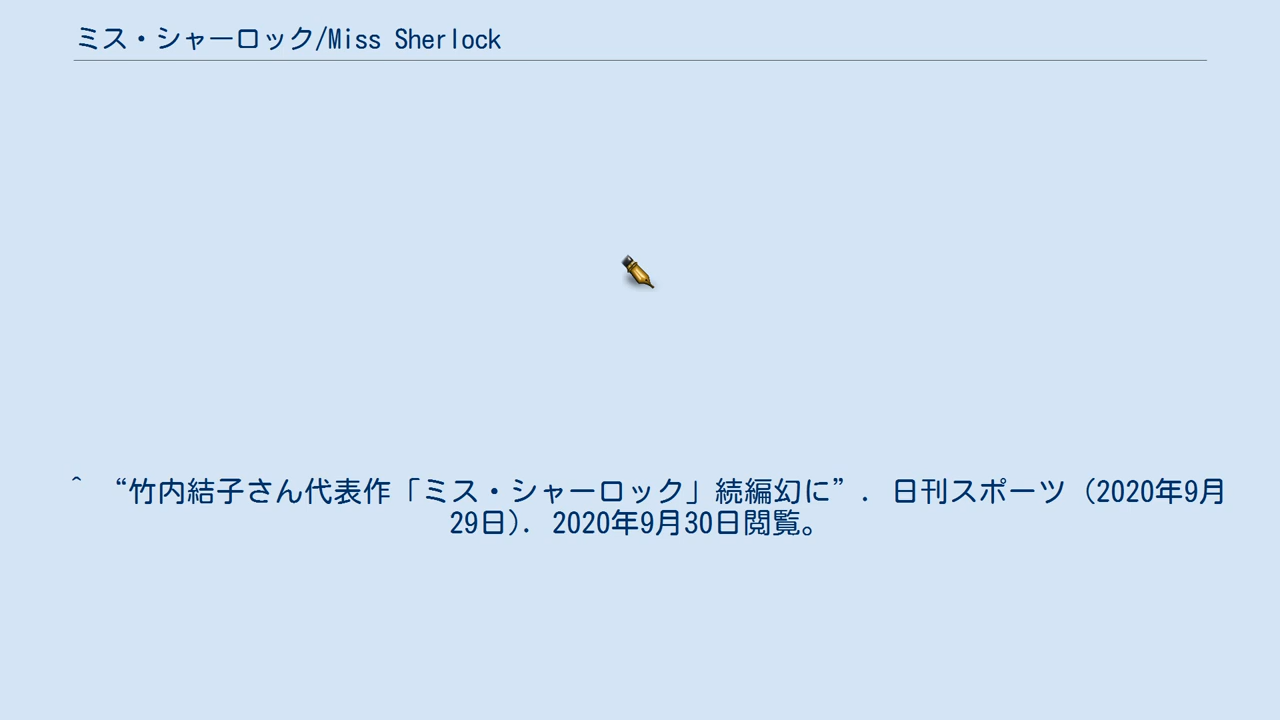 ミス・シャーロック/Miss Sherlock
^ “竹内結子さん代表作「ミス・シャーロック」続編幻に”. 日刊スポーツ (2020年9月
29日). 2020年9月30日閲覧。